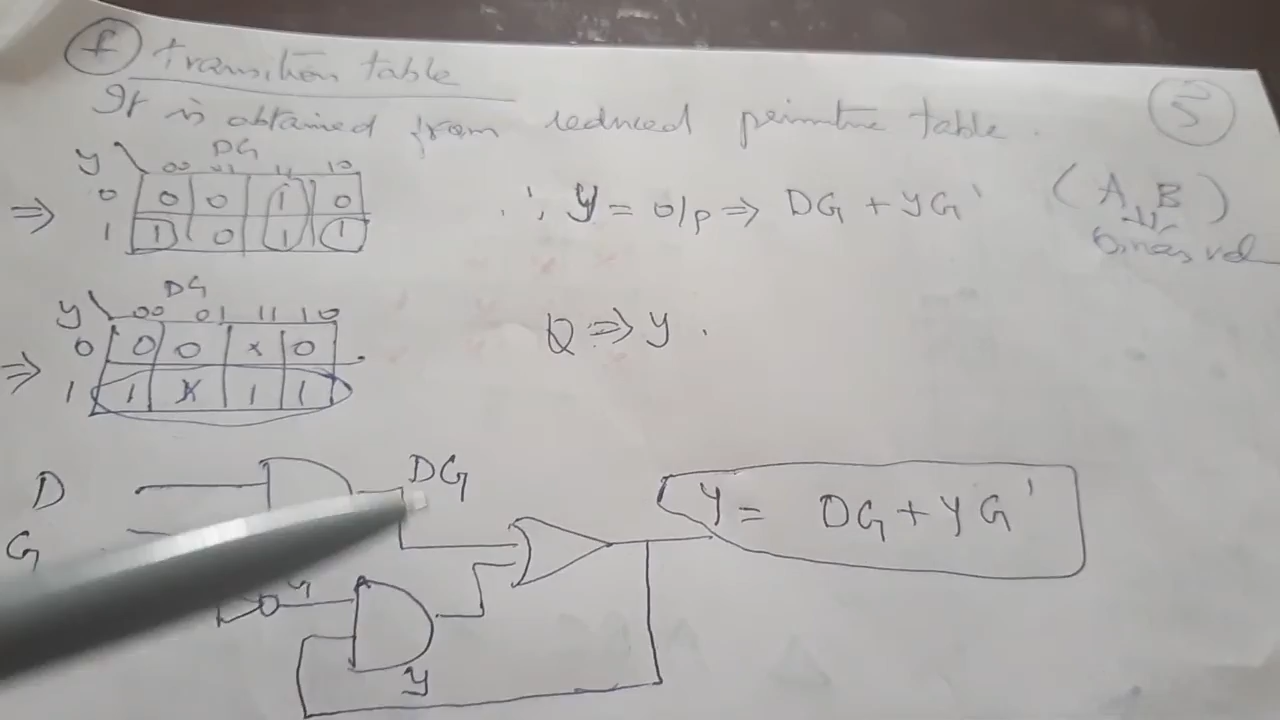 f transition table
5
It is obtained from reduced primitive table.
y DG 00 01 11 10
0 0 0 1 0
⇒
1 1 0 1 1
∴ Y = o/p ⇒ DG + YG'
(A, B)
y DG 00 01 11 10
0 0 0 x 0
⇒
1 1 x 1 1
Q ⇒ Y.
D
DG
G
Y = DG + YG'
y